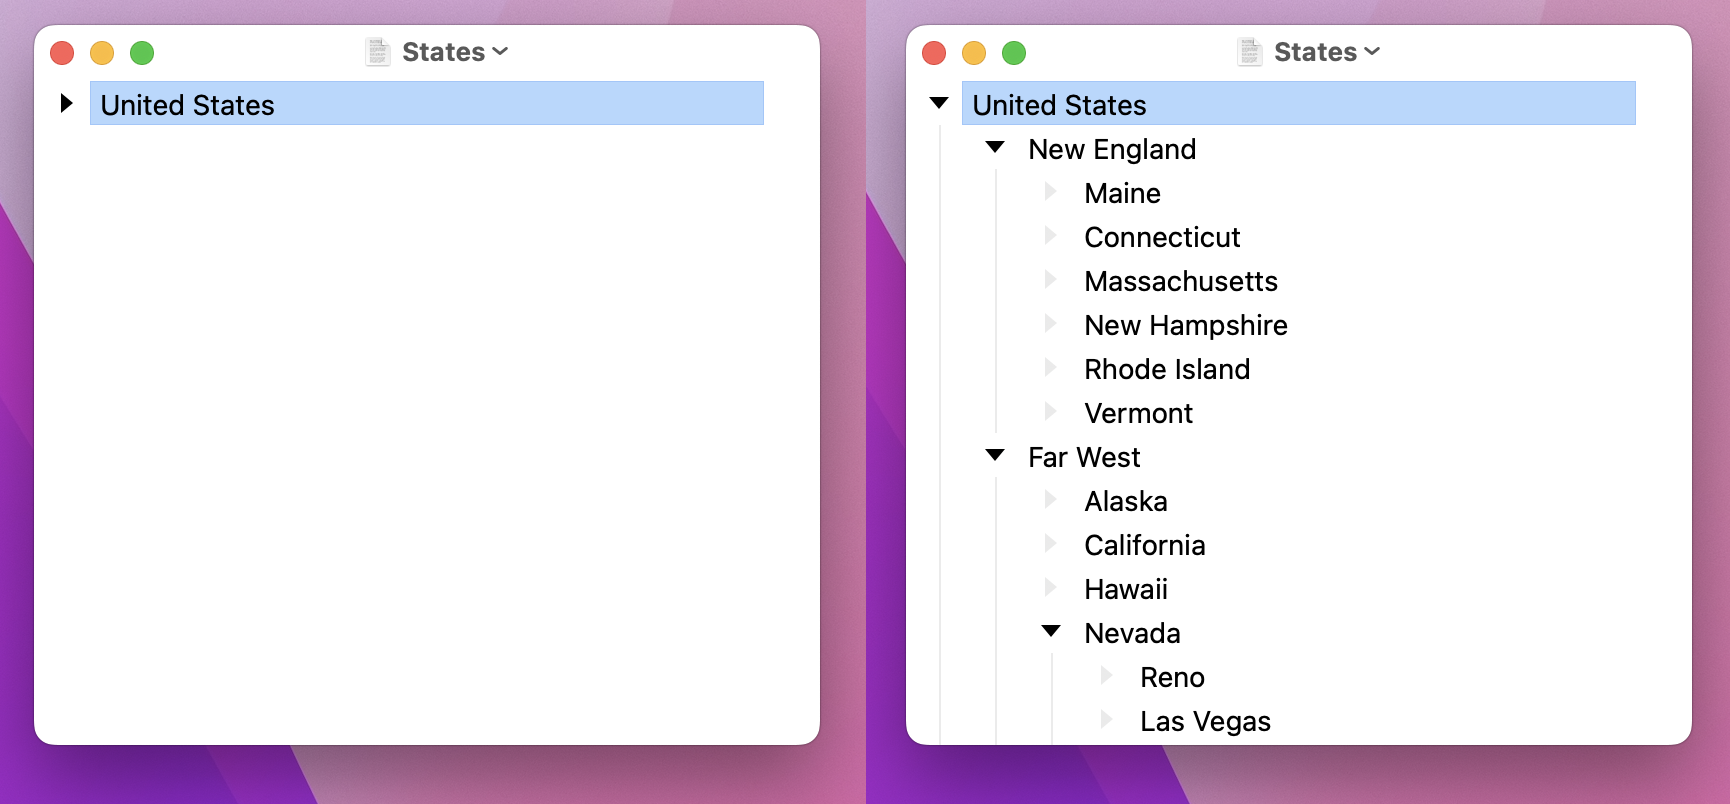 States
United States
States
United States
New England
Maine
Connecticut
Massachusetts
New Hampshire
Rhode Island
Vermont
Far West
Alaska
California
Hawaii
Nevada
Reno
Las Vegas